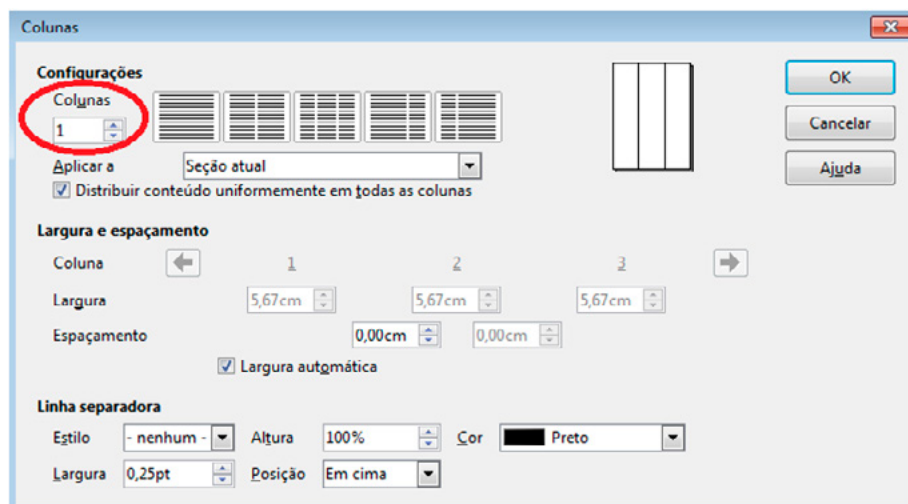 Colunas
Configurações
Colunas
1
OK
Cancelar
Ajuda
Aplicar a Seção atual
Distribuir conteúdo uniformemente em todas as colunas
Largura e espaçamento
Coluna 1 2 3
Largura 5,67cm 5,67cm 5,67cm
Espaçamento 0,00cm 0,00cm
Largura automática
Linha separadora
Estilo - nenhum - Altura 100% Cor Preto
Largura 0,25pt Posição Em cima